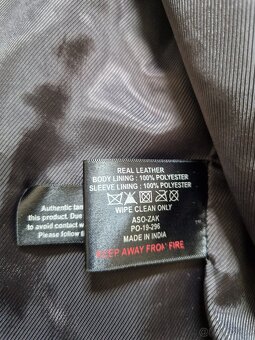 REAL LEATHER
BODY LINING : 100% POLYESTER
SLEEVE LINING : 100% POLYESTER
WIPE CLEAN ONLY
ASO-ZAK
PO-19-296
MADE IN INDIA
KEEP AWAY FROM FIRE
Authentic tan
this product. Due
to avoid contact w
Please follow t